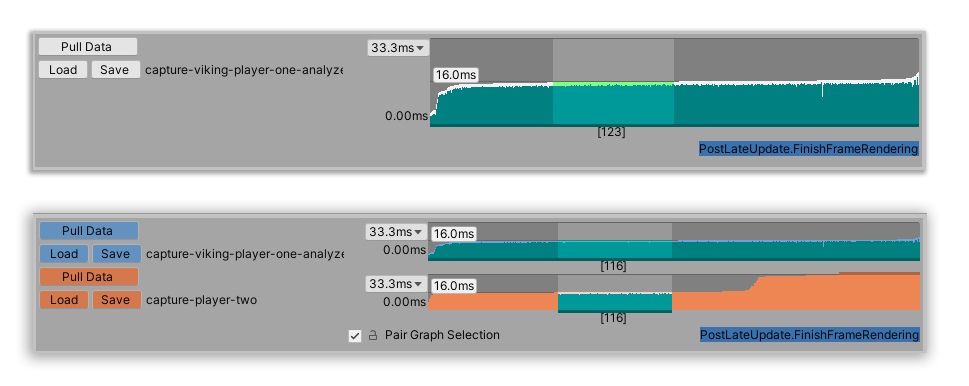 Pull Data
33.3ms
Load Save capture-viking-player-one-analyze
16.0ms
0.00ms
[123]
PostLateUpdate.FinishFrameRendering
Pull Data
33.3ms 16.0ms
Load Save capture-viking-player-one-analyze 0.00ms
[116]
Pull Data
33.3ms 16.0ms
Load Save capture-player-two 0.00ms
[116]
Pair Graph Selection PostLateUpdate.FinishFrameRendering